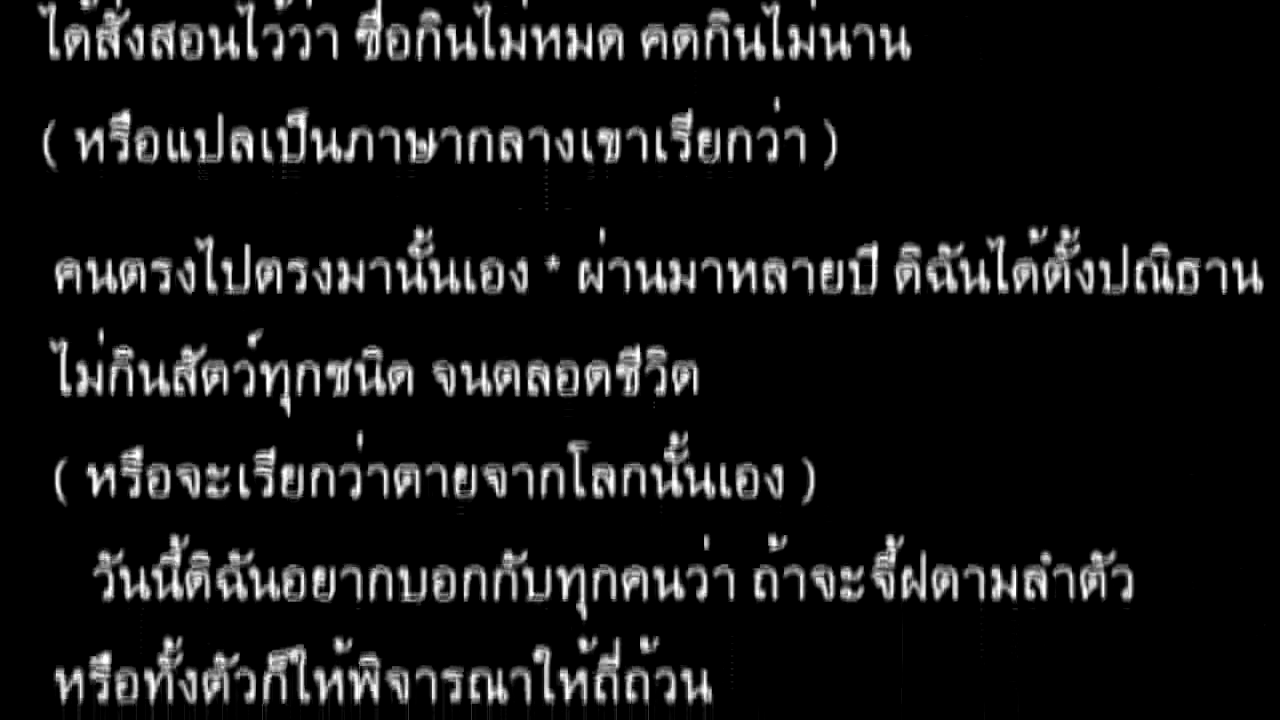 ได้สั่งสอนไว้ว่า ซื่อกินไม่หมด คดกินไม่นาน
( หรือแปลเป็นภาษากลางเขาเรียกว่า )
คนตรงไปตรงมานั้นเอง * ผ่านมาหลายปี ดิฉันได้ตั้งปณิธาน
ไม่กินสัตว์ทุกชนิด จนตลอดชีวิต
( หรือจะเรียกว่าตายจากโลกนั้นเอง )
วันนี้ดิฉันอยากบอกกับทุกคนว่า ถ้าจะจี้ฝตามลำตัว
หรือทั้งตัวก็ให้พิจารณาให้ถี่ถ้วน